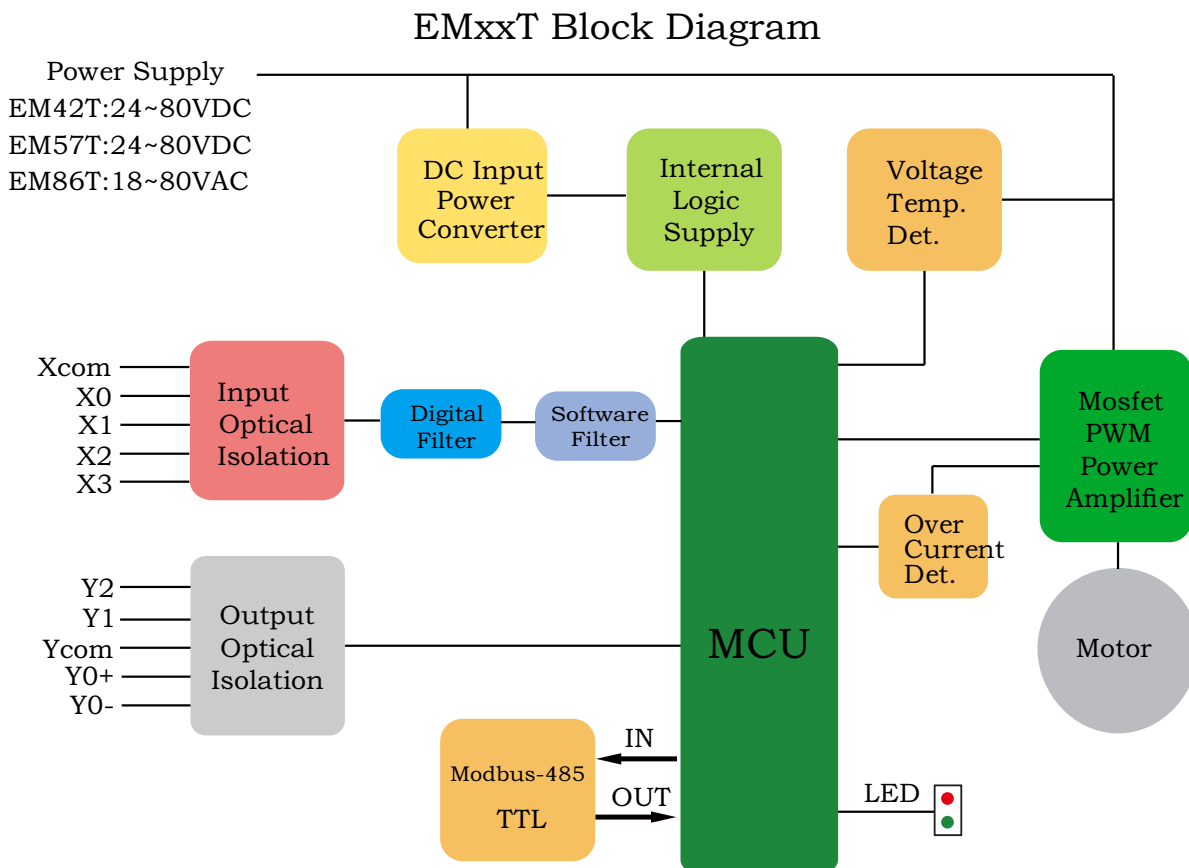 EMxxT Block Diagram
Power Supply
EM42T:24~80VDC
EM57T:24~80VDC
EM86T:18~80VAC
DC Input
Power
Converter
Internal
Logic
Supply
Voltage
Temp.
Det.
Xcom
X0
X1
X2
X3
Input
Optical
Isolation
Digital
Filter
Software
Filter
Mosfet
PWM
Power
Amplifier
Over
Current
Det.
Y2
Y1
Ycom
Y0+
Y0-
Output
Optical
Isolation
MCU
Motor
IN
Modbus-485
OUT
TTL
LED